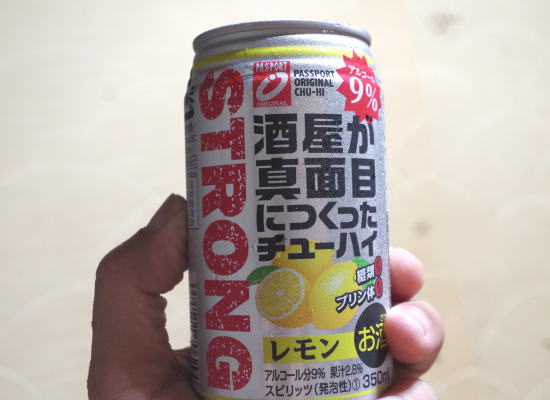 PASSPORT
ORIGINAL
PASSPORT
ORIGINAL
CHU-HI
アルコール
9%
STRONG
酒屋が
真面目
につくった
チューハイ
糖類
プリン体
レモン
お酒
アルコール分9% 果汁2.8%
スピリッツ(発泡性)① 350ml